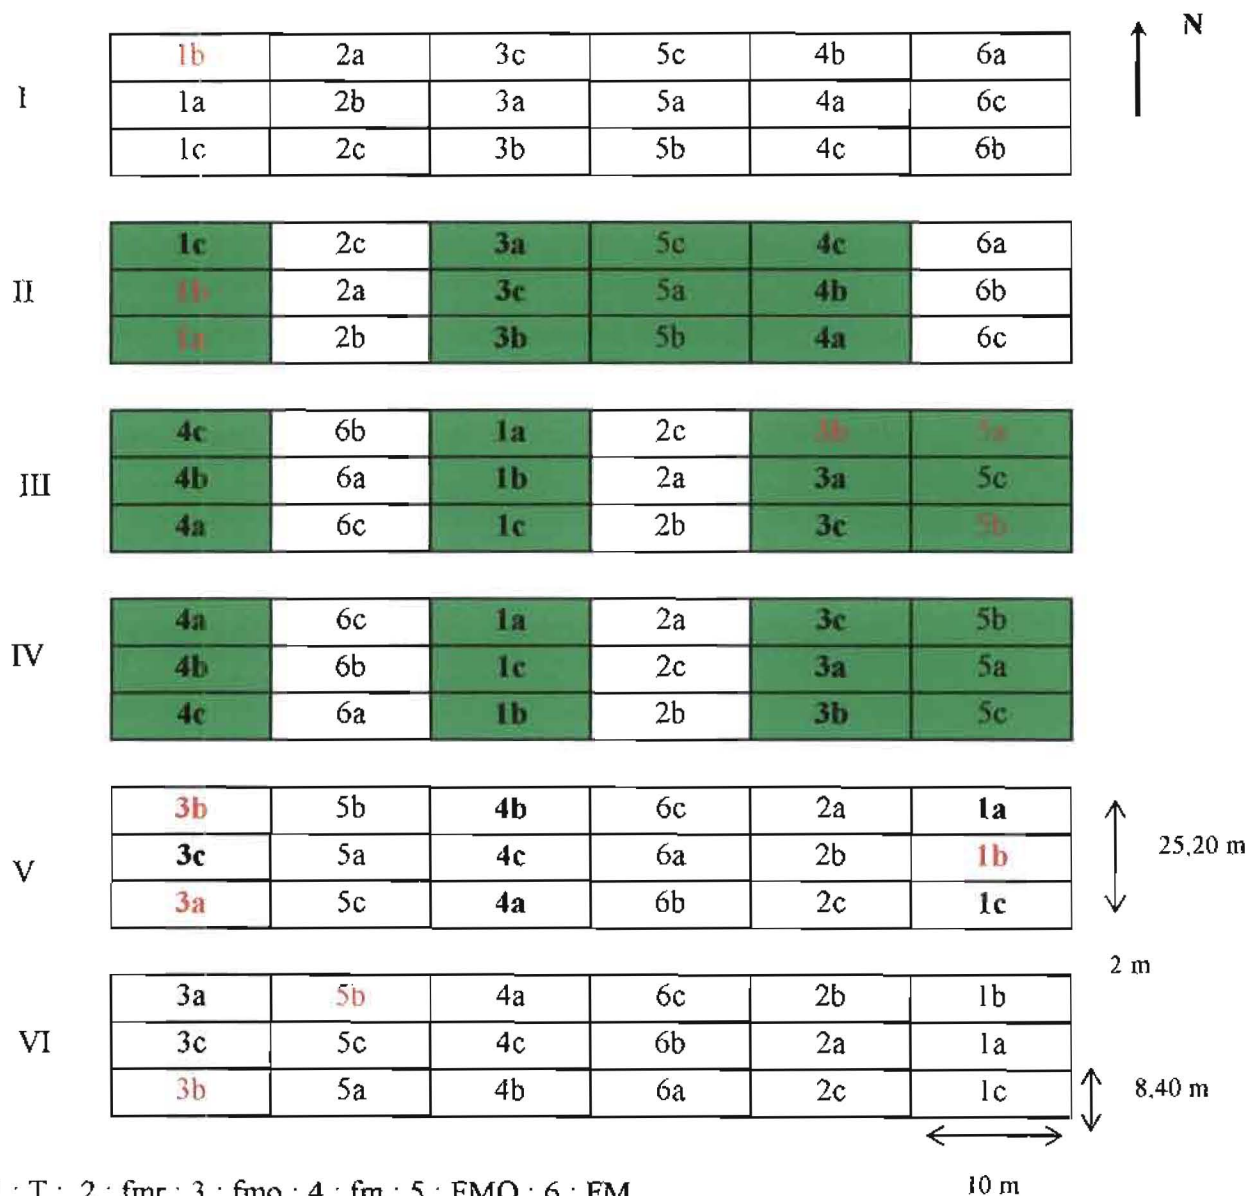 N
I
1b 2a 3c 5c 4b 6a
1a 2b 3a 5a 4a 6c
1c 2c 3b 5b 4c 6b
II
1c 2c 3a 5c 4c 6a
1b 2a 3c 5a 4b 6b
1a 2b 3b 5b 4a 6c
III
4c 6b 1a 2c 3b 5a
4b 6a 1b 2a 3a 5c
4a 6c 1c 2b 3c 5b
IV
4a 6c 1a 2a 3c 5b
4b 6b 1c 2c 3a 5a
4c 6a 1b 2b 3b 5c
V
3b 5b 4b 6c 2a 1a
3c 5a 4c 6a 2b 1b
3a 5c 4a 6b 2c 1c
25,20 m
2 m
VI
3a 5b 4a 6c 2b 1b
3c 5c 4c 6b 2a 1a
3b 5a 4b 6a 2c 1c
8,40 m
10 m
: T ; 2 : fmr ; 3 : fmo ; 4 : fm ; 5 : FMO ; 6 : FM